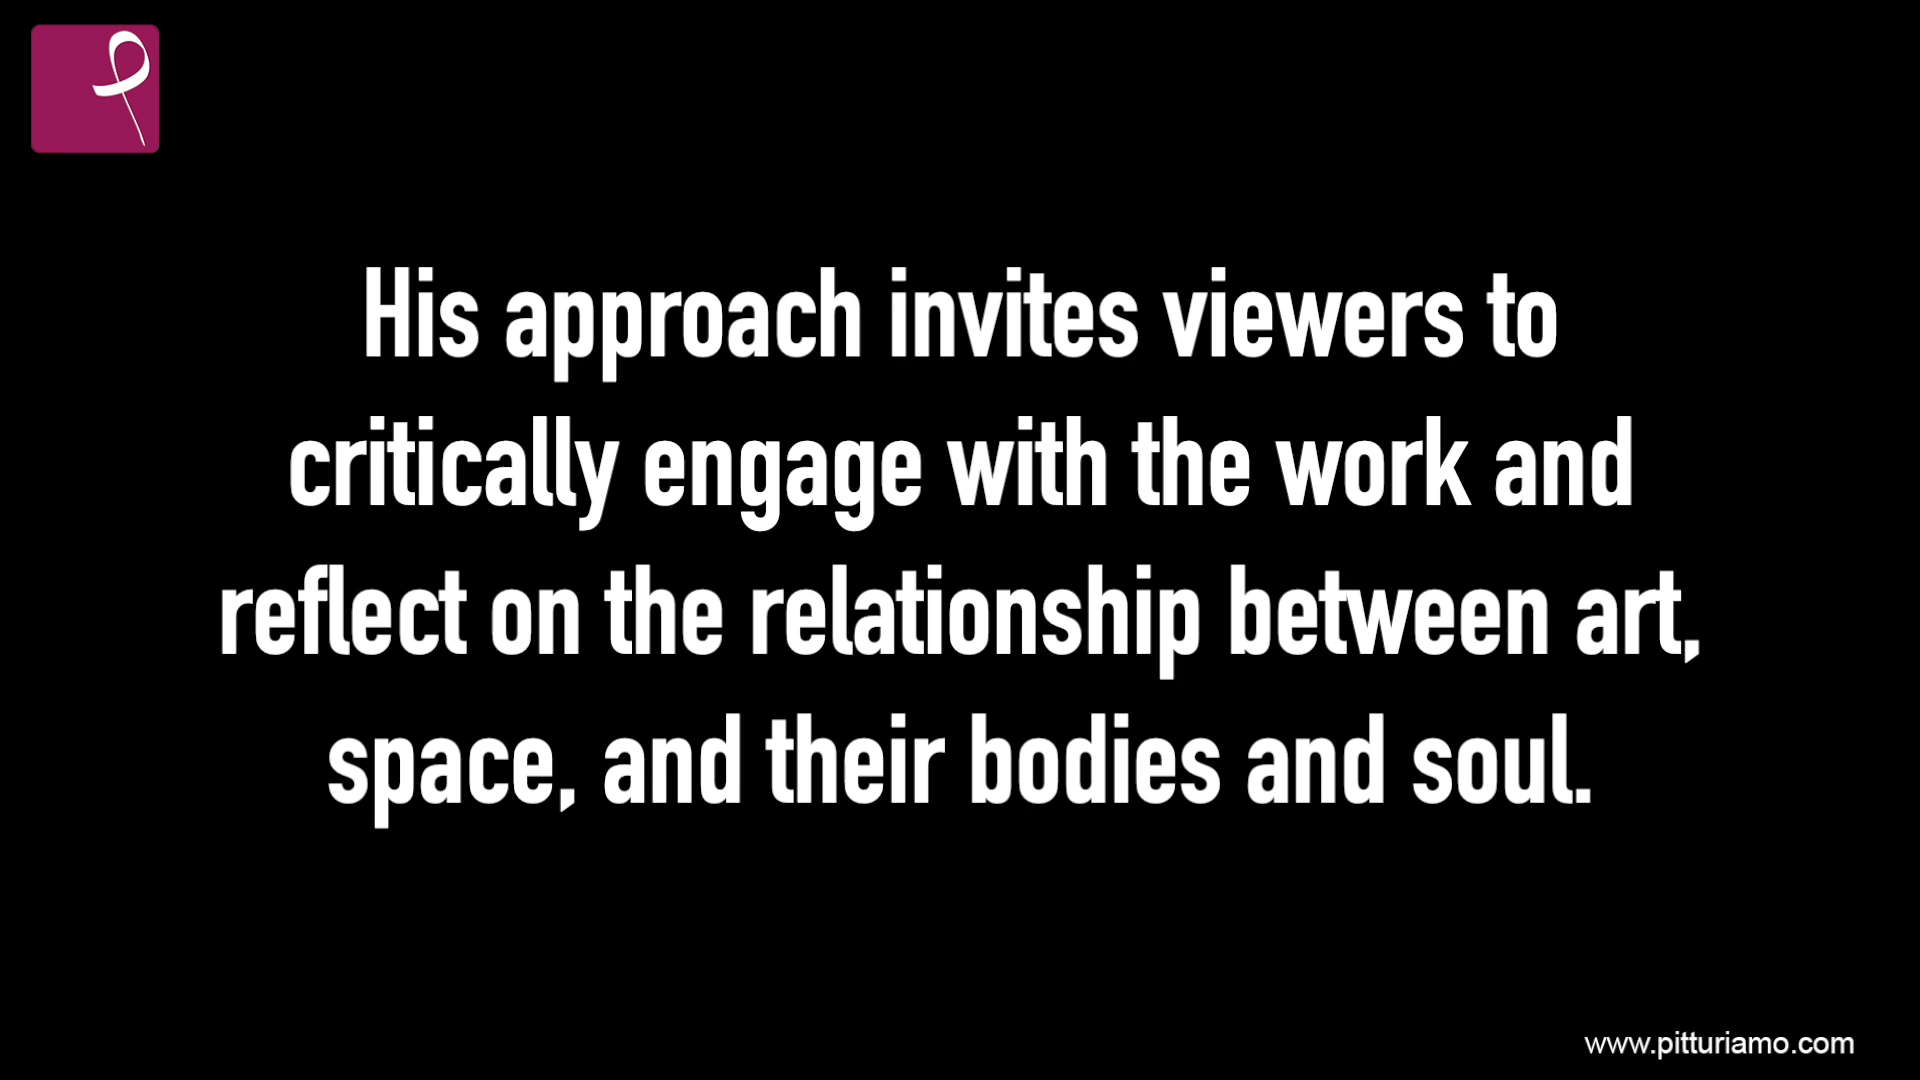 His approach invites viewers to
critically engage with the work and
reflect on the relationship between art,
space, and their bodies and soul.
www.pitturiamo.com